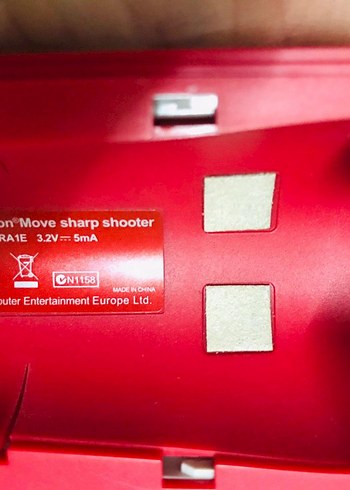 on®Move sharp shooter
RA1E 3.2V⎓5mA
N1158
MADE IN CHINA
puter Entertainment Europe Ltd.